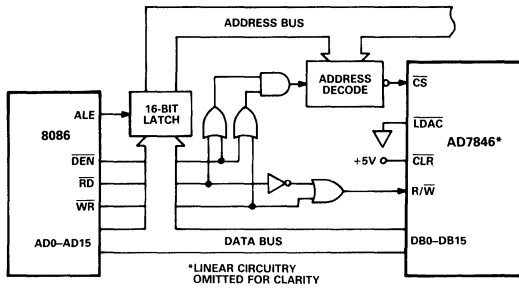 ADDRESS BUS
ADDRESS
DECODE
ALE
16-BIT
LATCH
8086
CS
LDAC
AD7846*
DEN
+5V
CLR
RD
R/W
WR
AD0–AD15
DATA BUS
DB0–DB15
*LINEAR CIRCUITRY
OMITTED FOR CLARITY